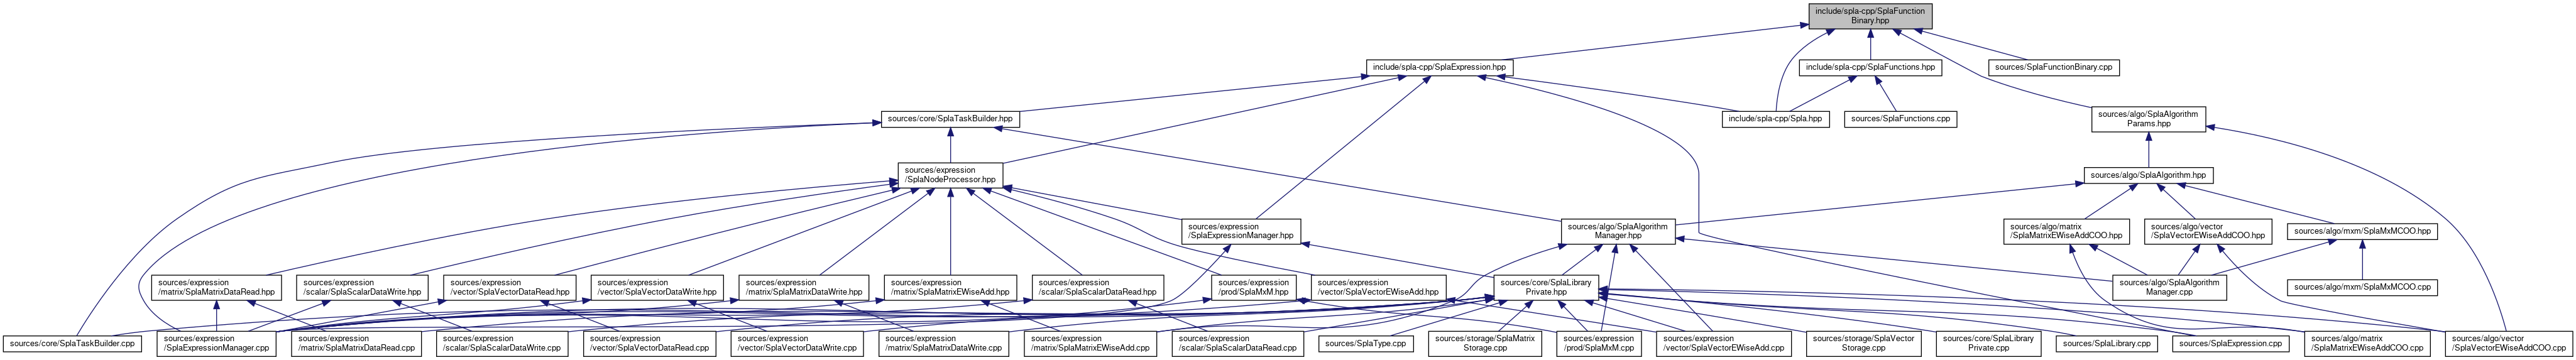 include/spla-cpp/SplaFunction
Binary.hpp
include/spla-cpp/SplaExpression.hpp
include/spla-cpp/SplaFunctions.hpp
sources/SplaFunctionBinary.cpp
sources/core/SplaTaskBuilder.hpp
include/spla-cpp/Spla.hpp
sources/SplaFunctions.cpp
sources/algo/SplaAlgorithm
Params.hpp
sources/expression
/SplaNodeProcessor.hpp
sources/algo/SplaAlgorithm.hpp
sources/expression
/SplaExpressionManager.hpp
sources/algo/SplaAlgorithm
Manager.hpp
sources/algo/matrix
/SplaMatrixEWiseAddCOO.hpp
sources/algo/vector
/SplaVectorEWiseAddCOO.hpp
sources/algo/mxm/SplaMxMCOO.hpp
sources/expression
/matrix/SplaMatrixDataRead.hpp
sources/expression
/scalar/SplaScalarDataWrite.hpp
sources/expression
/vector/SplaVectorDataRead.hpp
sources/expression
/vector/SplaVectorDataWrite.hpp
sources/expression
/matrix/SplaMatrixDataWrite.hpp
sources/expression
/matrix/SplaMatrixEWiseAdd.hpp
sources/expression
/scalar/SplaScalarDataRead.hpp
sources/expression
/prod/SplaMxM.hpp
sources/expression
/vector/SplaVectorEWiseAdd.hpp
sources/core/SplaLibrary
Private.hpp
sources/algo/SplaAlgorithm
Manager.cpp
sources/algo/mxm/SplaMxMCOO.cpp
sources/core/SplaTaskBuilder.cpp
sources/expression
/SplaExpressionManager.cpp
sources/expression
/matrix/SplaMatrixDataRead.cpp
sources/expression
/scalar/SplaScalarDataWrite.cpp
sources/expression
/vector/SplaVectorDataRead.cpp
sources/expression
/vector/SplaVectorDataWrite.cpp
sources/expression
/matrix/SplaMatrixDataWrite.cpp
sources/expression
/matrix/SplaMatrixEWiseAdd.cpp
sources/expression
/scalar/SplaScalarDataRead.cpp
sources/SplaType.cpp
sources/storage/SplaMatrix
Storage.cpp
sources/expression
/prod/SplaMxM.cpp
sources/expression
/vector/SplaVectorEWiseAdd.cpp
sources/storage/SplaVector
Storage.cpp
sources/core/SplaLibrary
Private.cpp
sources/SplaLibrary.cpp
sources/SplaExpression.cpp
sources/algo/matrix
/SplaMatrixEWiseAddCOO.cpp
sources/algo/vector
/SplaVectorEWiseAddCOO.cpp